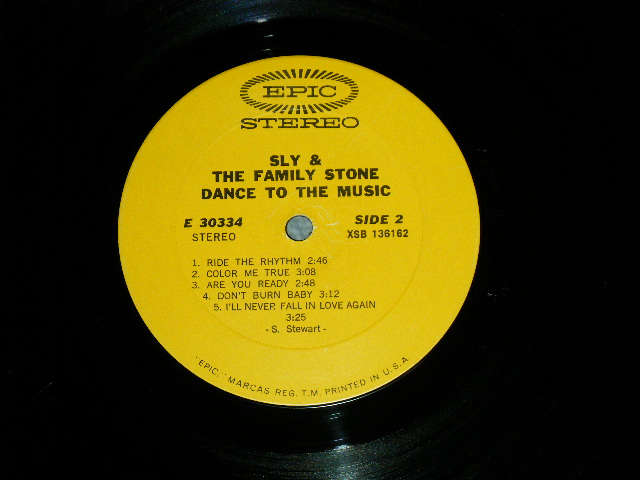 EPIC
STEREO
SLY &
THE FAMILY STONE
DANCE TO THE MUSIC
E 30334
STEREO
SIDE 2
XSB 136162
1. RIDE THE RHYTHM 2:46
2. COLOR ME TRUE 3:08
3. ARE YOU READY 2:48
4. DON'T BURN BABY 3:12
5. I'LL NEVER FALL IN LOVE AGAIN
3:25
- S. Stewart -
"EPIC," MARCAS REG. T.M. PRINTED IN U.S.A.